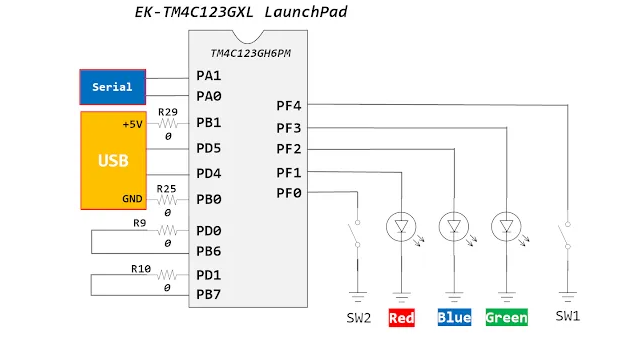 EK-TM4C123GXL LaunchPad
TM4C123GH6PM
Serial
PA1
PA0
PF4
R29
+5V
0
PB1
PF3
USB
PD5
PF2
PD4
PF1
R25
GND
0
PB0
PF0
R9
0
PD0
PB6
R10
0
PD1
PB7
SW2
Red
Blue
Green
SW1